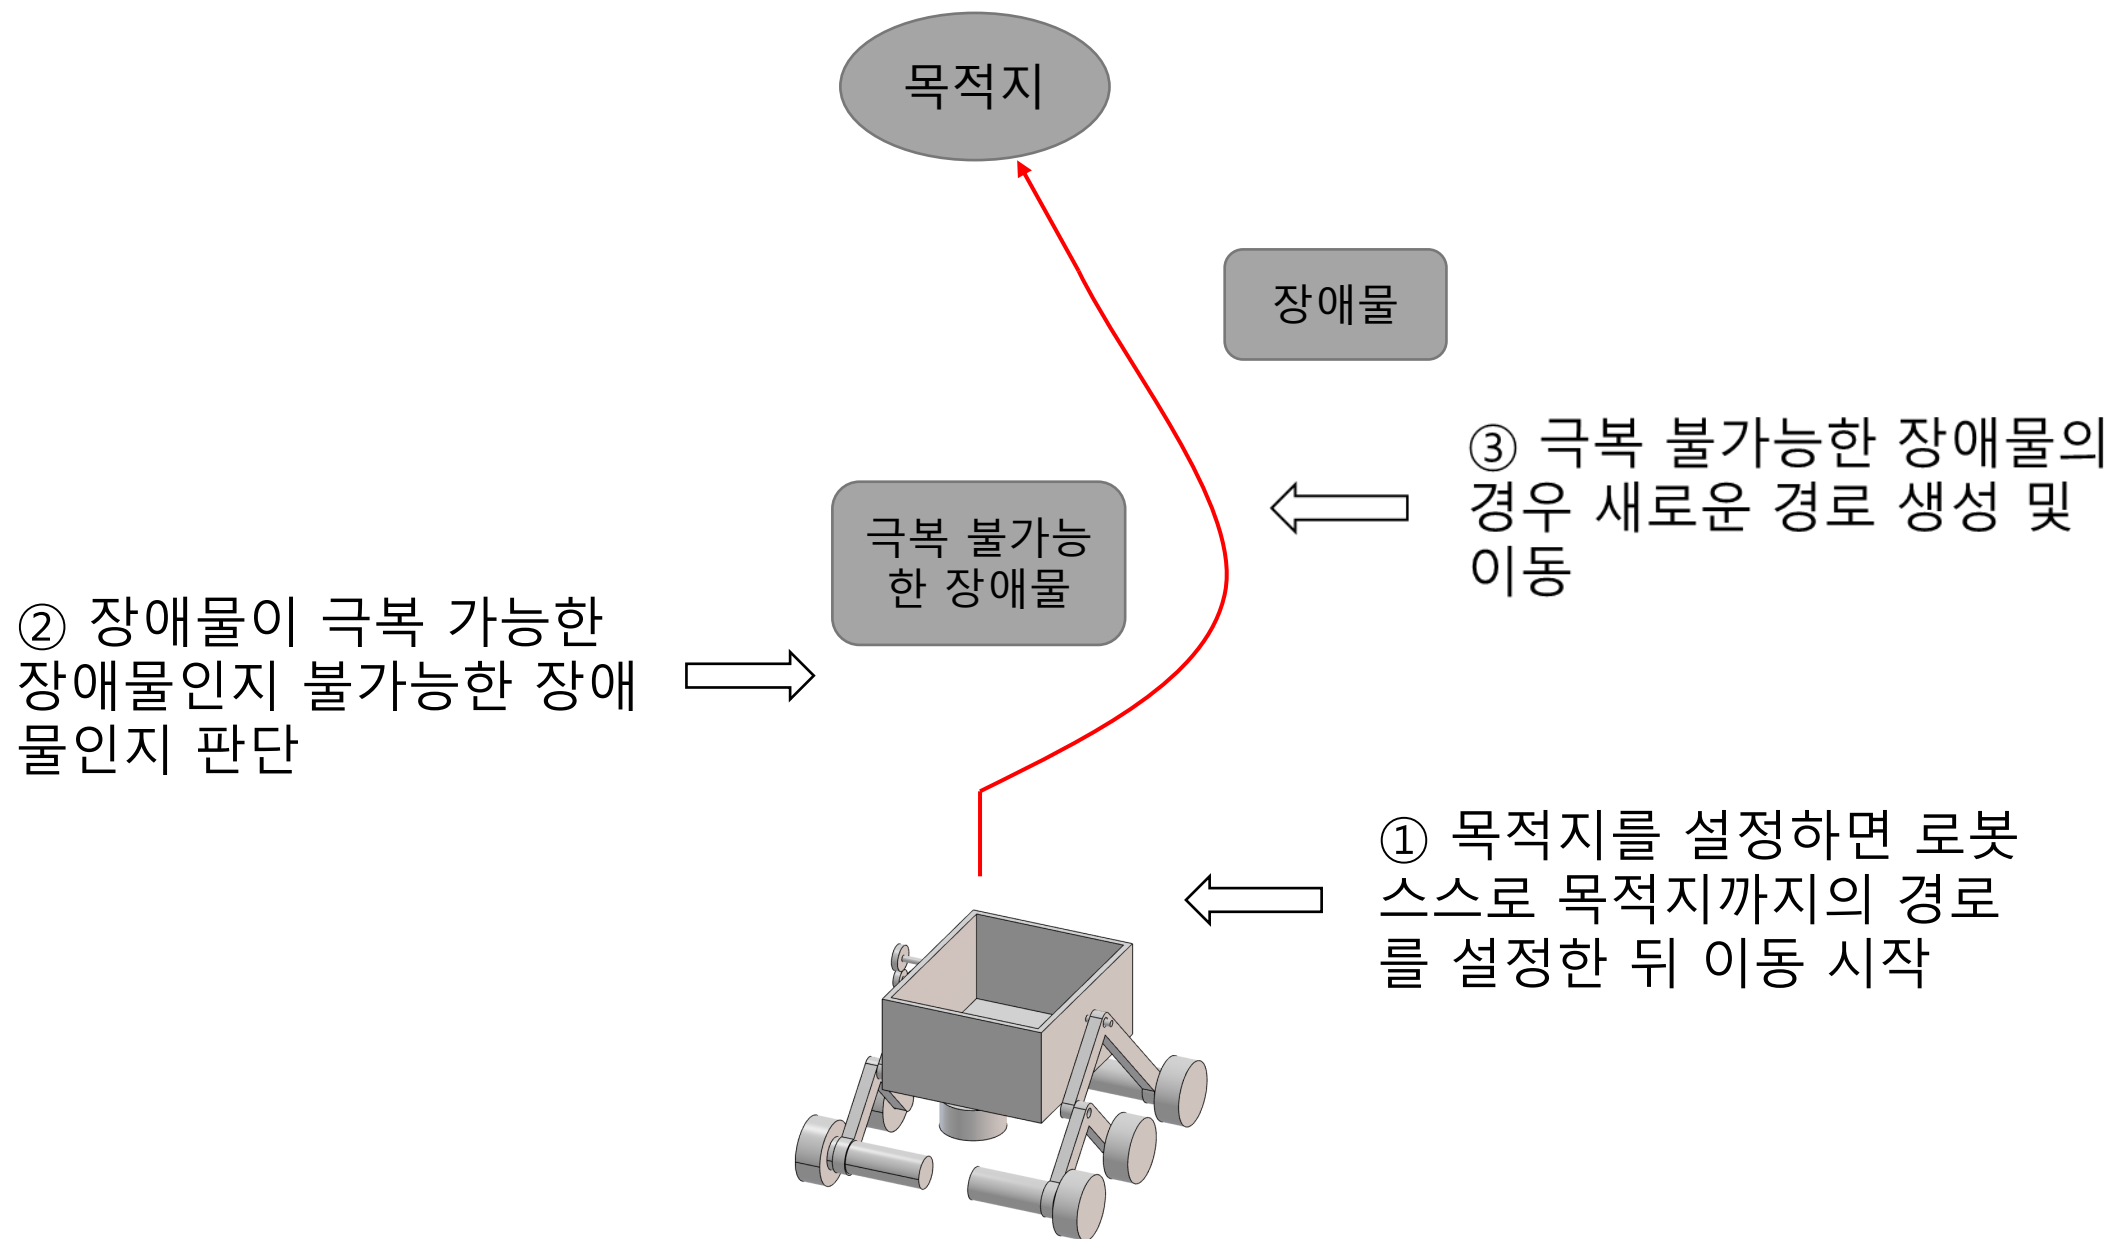 목적지
장애물
극복 불가능
한 장애물
③ 극복 불가능한 장애물의
경우 새로운 경로 생성 및
이동
② 장애물이 극복 가능한
장애물인지 불가능한 장애
물인지 판단
① 목적지를 설정하면 로봇
스스로 목적지까지의 경로
를 설정한 뒤 이동 시작